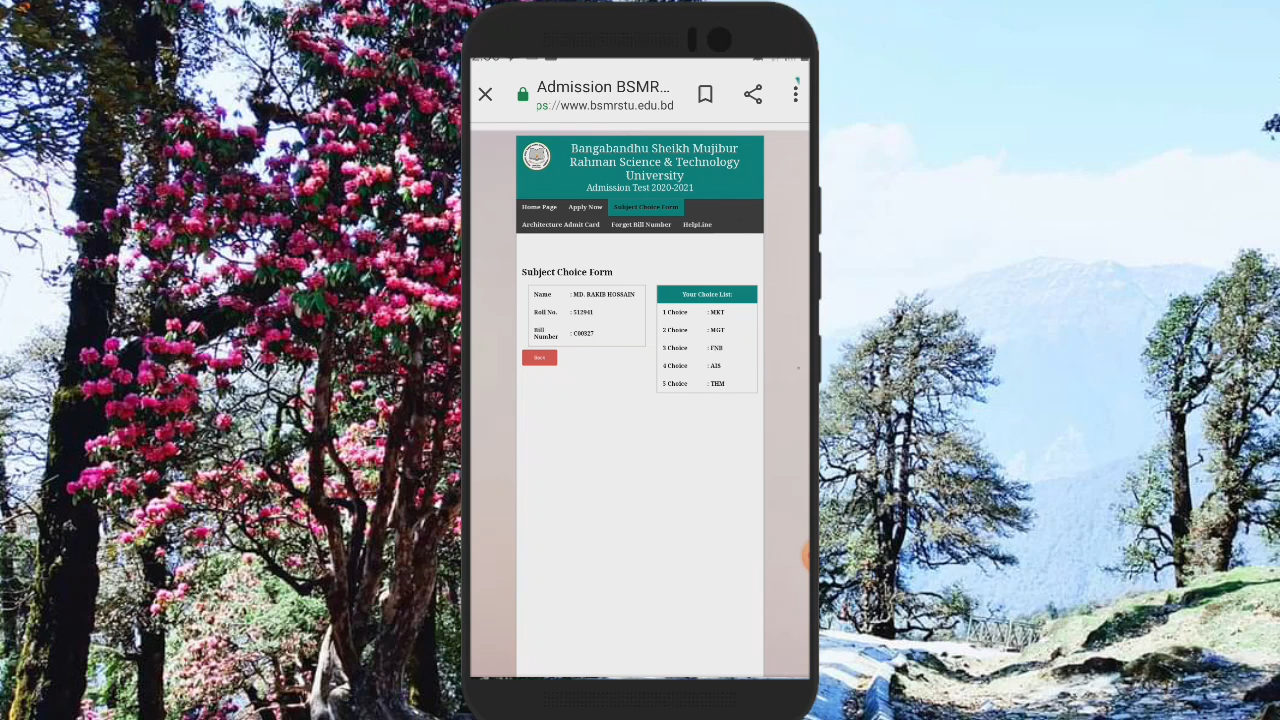 Admission BSMR...
ps://www.bsmrstu.edu.bd
Bangabandhu Sheikh Mujibur
Rahman Science & Technology
University
Admission Test 2020-2021
Home Page Apply Now Subject Choice Form
Architecture Admit Card Forget Bill Number HelpLine
Subject Choice Form
Name : MD. RAKIB HOSSAIN
Roll No. : 512941
Bill
Number : C00327
Back
Your Choice List:
1 Choice : MKT
2 Choice : MGT
3 Choice : FNB
4 Choice : AIS
5 Choice : THM